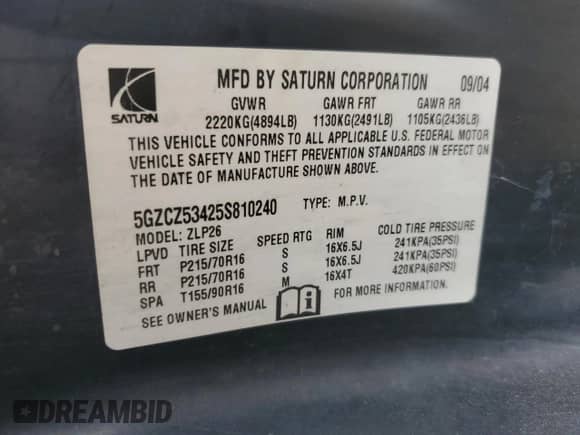 MFD BY SATURN CORPORATION 09/04
SATURN
GVWR GAWR FRT GAWR RR
2220KG(4894LB) 1130KG(2491LB) 1105KG(2436LB)
THIS VEHICLE CONFORMS TO ALL APPLICABLE U.S. FEDERAL MOTOR
VEHICLE SAFETY AND THEFT PREVENTION STANDARDS IN EFFECT ON
THE DATE OF MANUFACTURE SHOWN ABOVE.
5GZCZ53425S810240 TYPE: M.P.V.
MODEL: ZLP26
LPVD TIRE SIZE SPEED RTG RIM COLD TIRE PRESSURE
FRT P215/70R16 S 16X6.5J 241KPA(35PSI)
RR P215/70R16 S 16X6.5J 241KPA(35PSI)
SPA T155/90R16 M 16X4T 420KPA(60PSI)
SEE OWNER'S MANUAL FOR MORE INFORMATION.
DREAMBID